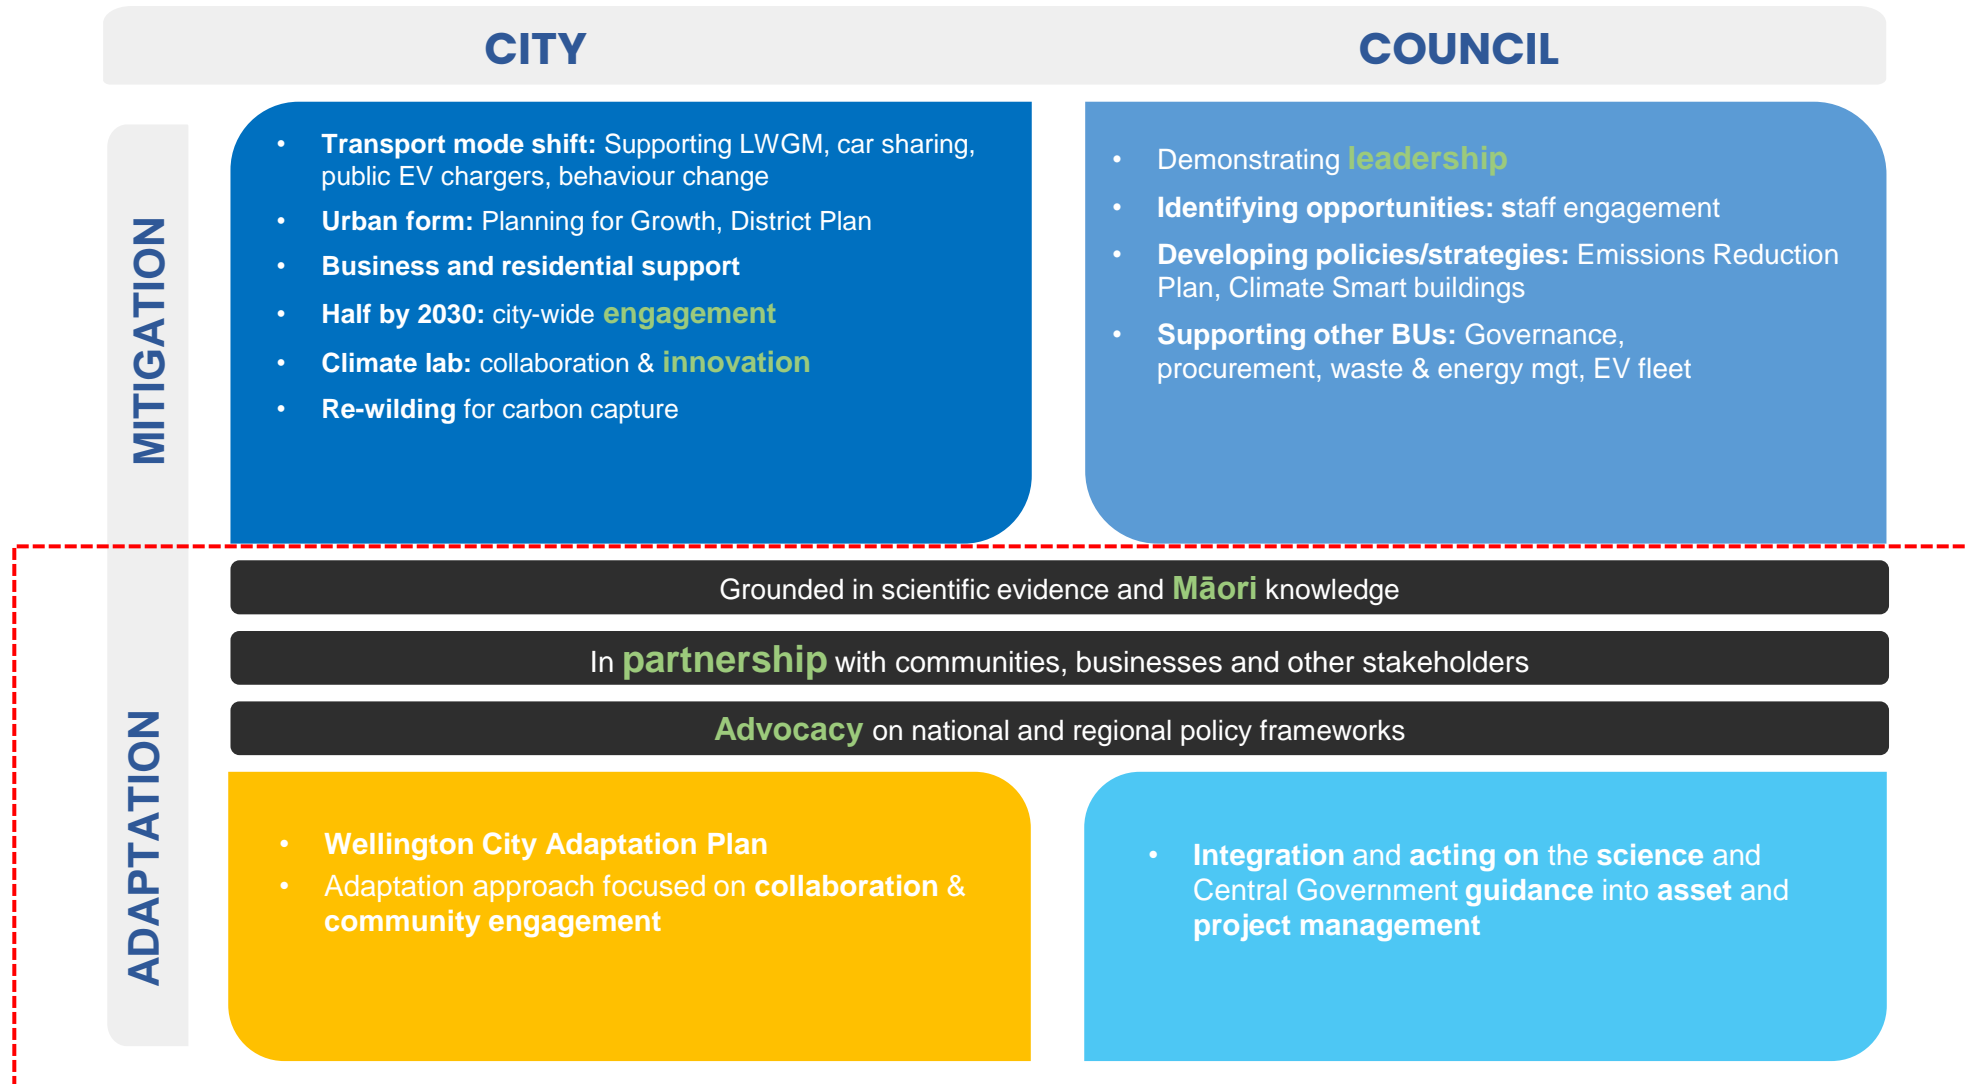 CITY
COUNCIL
MITIGATION
• Transport mode shift: Supporting LWGM, car sharing,
public EV chargers, behaviour change
• Urban form: Planning for Growth, District Plan
• Business and residential support
• Half by 2030: city-wide engagement
• Climate lab: collaboration & innovation
• Re-wilding for carbon capture
• Demonstrating leadership
• Identifying opportunities: staff engagement
• Developing policies/strategies: Emissions Reduction
Plan, Climate Smart buildings
• Supporting other BUs: Governance,
procurement, waste & energy mgt, EV fleet
Grounded in scientific evidence and Māori knowledge
In partnership with communities, businesses and other stakeholders
Advocacy on national and regional policy frameworks
ADAPTATION
• Wellington City Adaptation Plan
• Adaptation approach focused on collaboration &
community engagement
• Integration and acting on the science and
Central Government guidance into asset and
project management